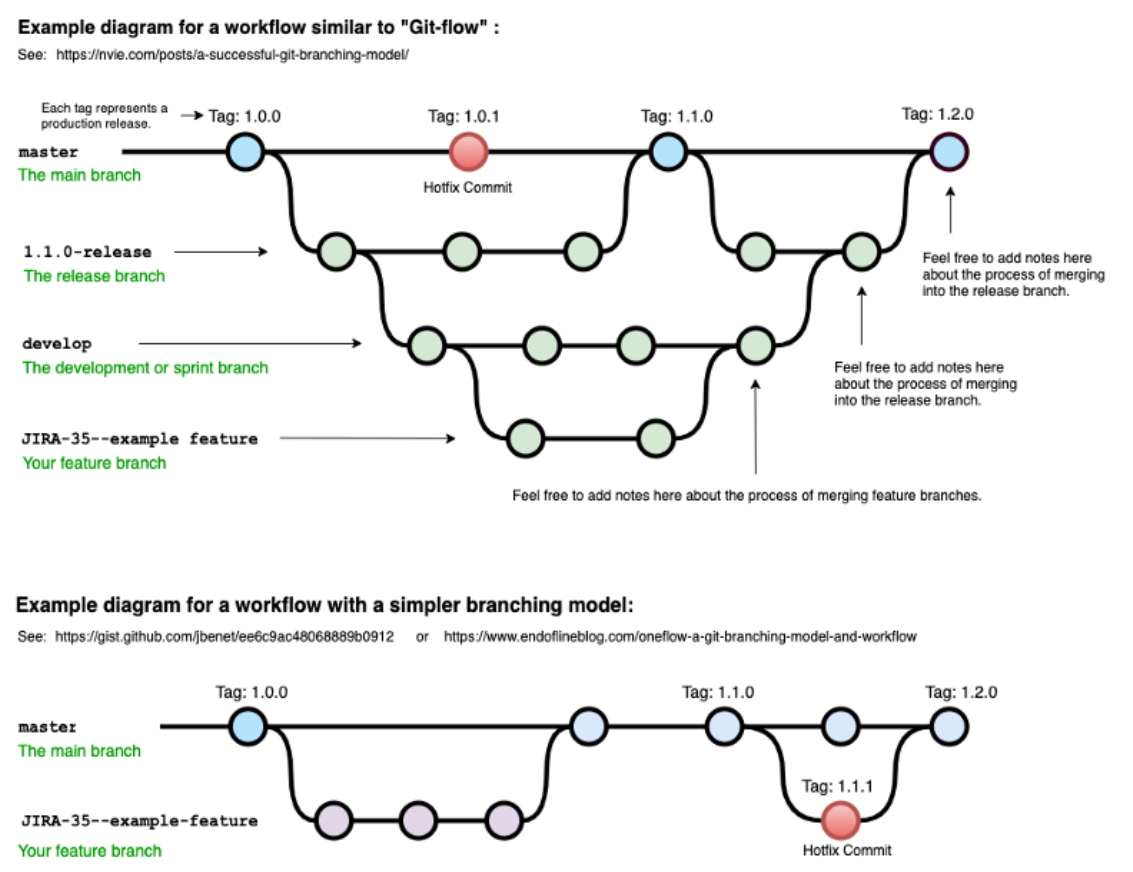 Example diagram for a workflow similar to "Git-flow" :
See: https://nvie.com/posts/a-successful-git-branching-model/
Each tag represents a
production release.
Tag: 1.0.0
Tag: 1.0.1
Tag: 1.1.0
Tag: 1.2.0
master
The main branch
Hotfix Commit
1.1.0-release
The release branch
Feel free to add notes here
about the process of merging
into the release branch.
develop
The development or sprint branch
Feel free to add notes here
about the process of merging
into the release branch.
JIRA-35--example feature
Your feature branch
Feel free to add notes here about the process of merging feature branches.
Example diagram for a workflow with a simpler branching model:
See: https://gist.github.com/jbenet/ee6c9ac48068889b0912 or https://www.endoflineblog.com/oneflow-a-git-branching-model-and-workflow
Tag: 1.0.0
Tag: 1.1.0
Tag: 1.2.0
master
The main branch
Tag: 1.1.1
JIRA-35--example-feature
Your feature branch
Hotfix Commit